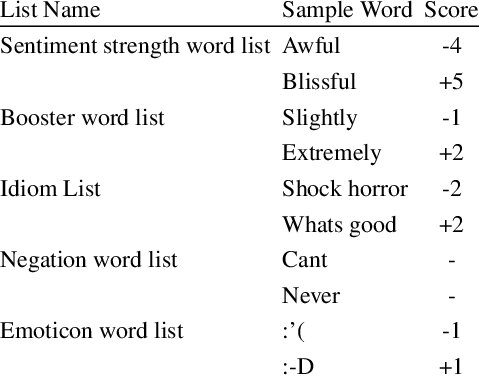 List Name Sample Word Score
Sentiment strength word list Awful -4
Blissful +5
Booster word list Slightly -1
Extremely +2
Idiom List Shock horror -2
Whats good +2
Negation word list Cant -
Never -
Emoticon word list :’( -1
:-D +1